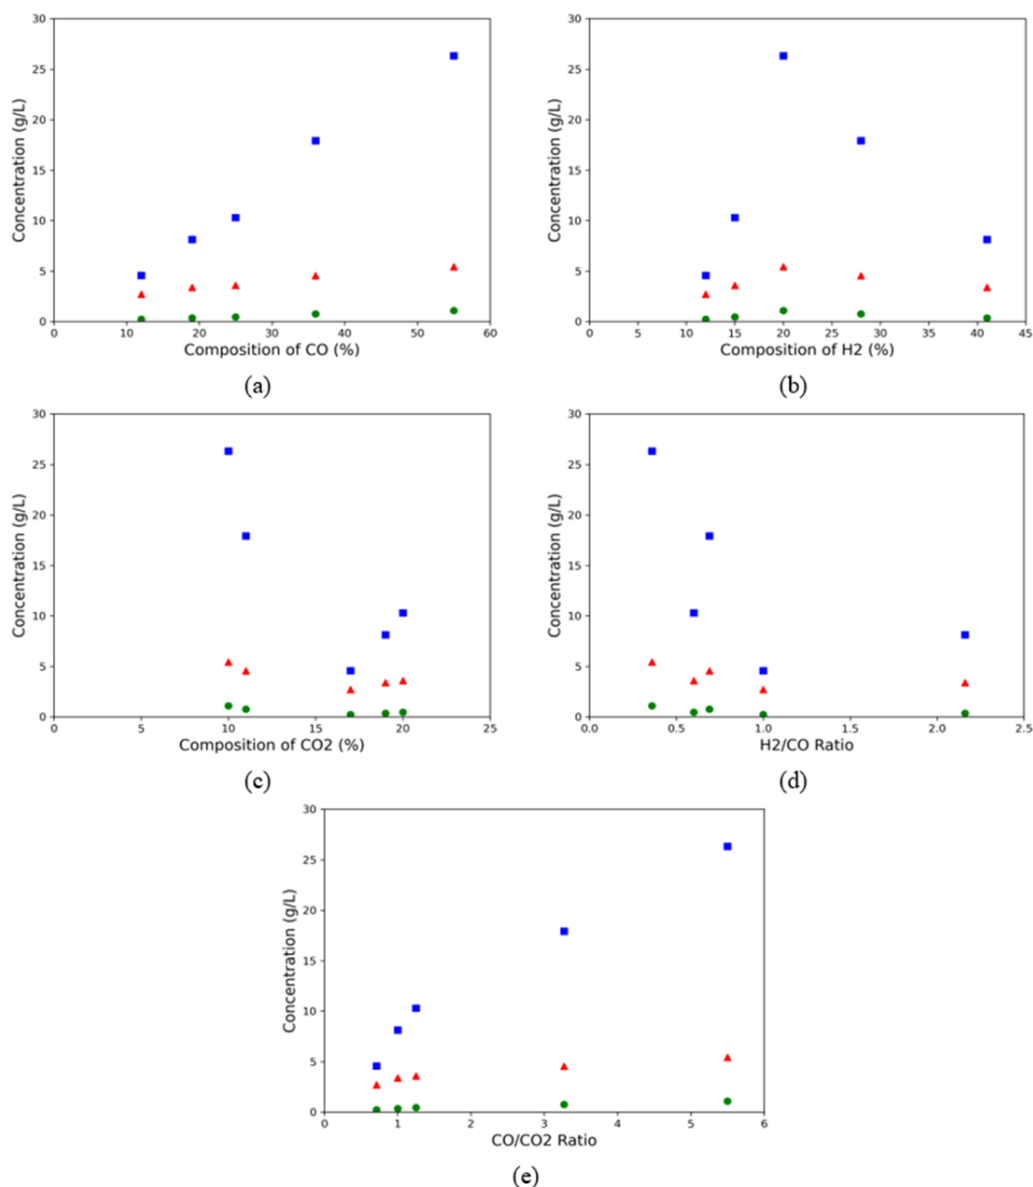 30
25
20
15
10
5
0
Concentration (g/L)
0 10 20 30 40 50 60
Composition of CO (%)
(a)
30
25
20
15
10
5
0
Concentration (g/L)
0 5 10 15 20 25 30 35 40 45
Composition of H2 (%)
(b)
30
25
20
15
10
5
0
Concentration (g/L)
0 5 10 15 20 25
Composition of CO2 (%)
(c)
30
25
20
15
10
5
0
Concentration (g/L)
0.0 0.5 1.0 1.5 2.0 2.5
H2/CO Ratio
(d)
30
25
20
15
10
5
0
Concentration (g/L)
0 1 2 3 4 5 6
CO/CO2 Ratio
(e)